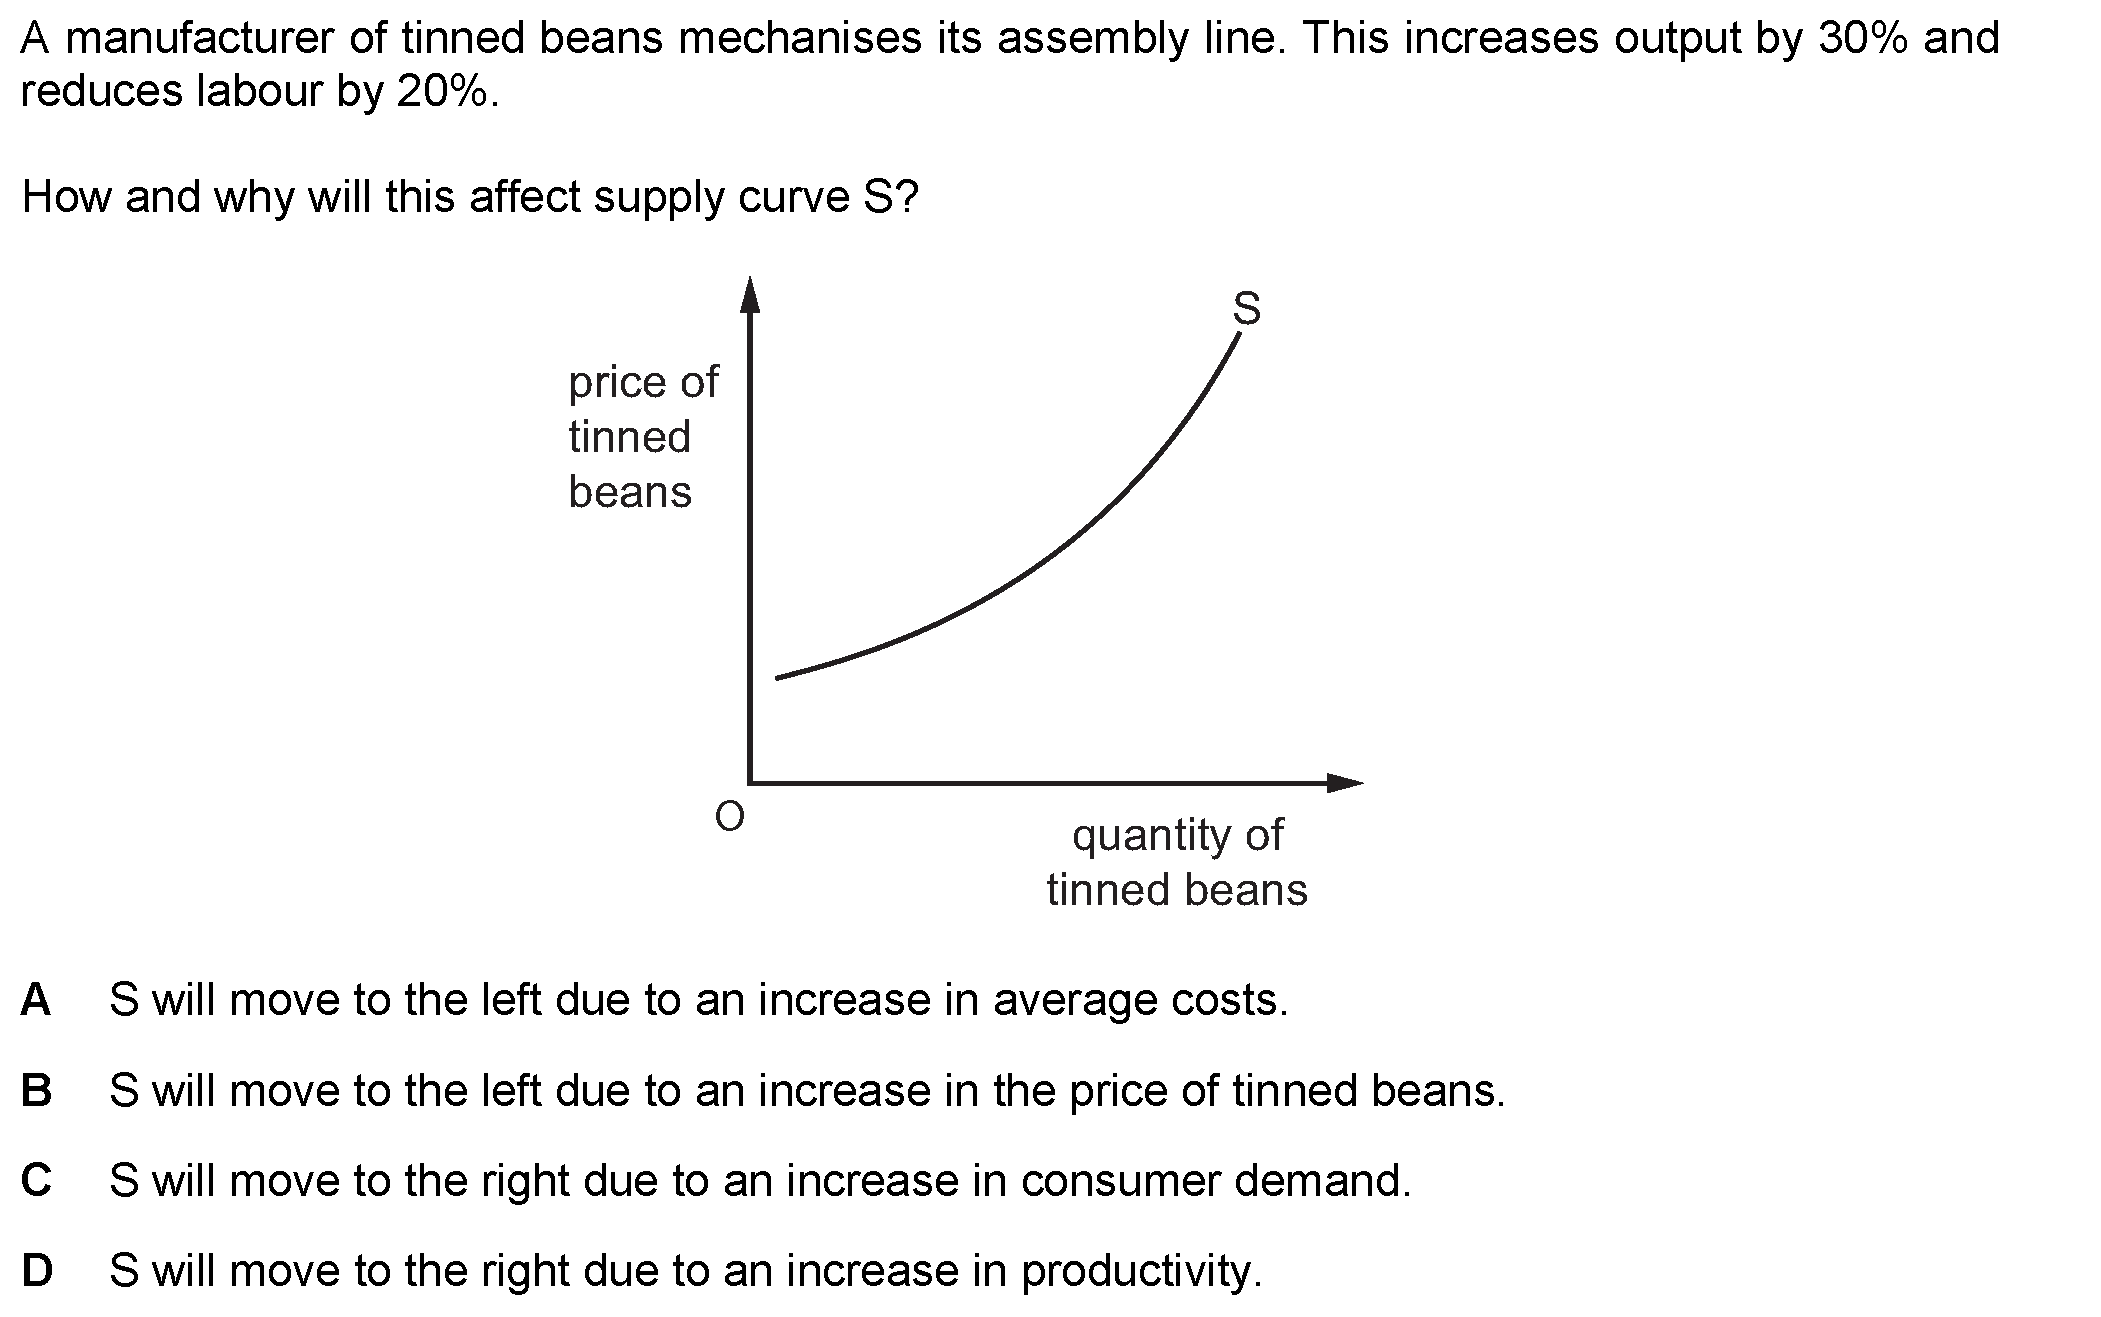 A manufacturer of tinned beans mechanises its assembly line. This increases output by 30% and
reduces labour by 20%.
How and why will this affect supply curve S?
S
price of
tinned
beans
O
quantity of
tinned beans
A S will move to the left due to an increase in average costs.
B S will move to the left due to an increase in the price of tinned beans.
C S will move to the right due to an increase in consumer demand.
D S will move to the right due to an increase in productivity.